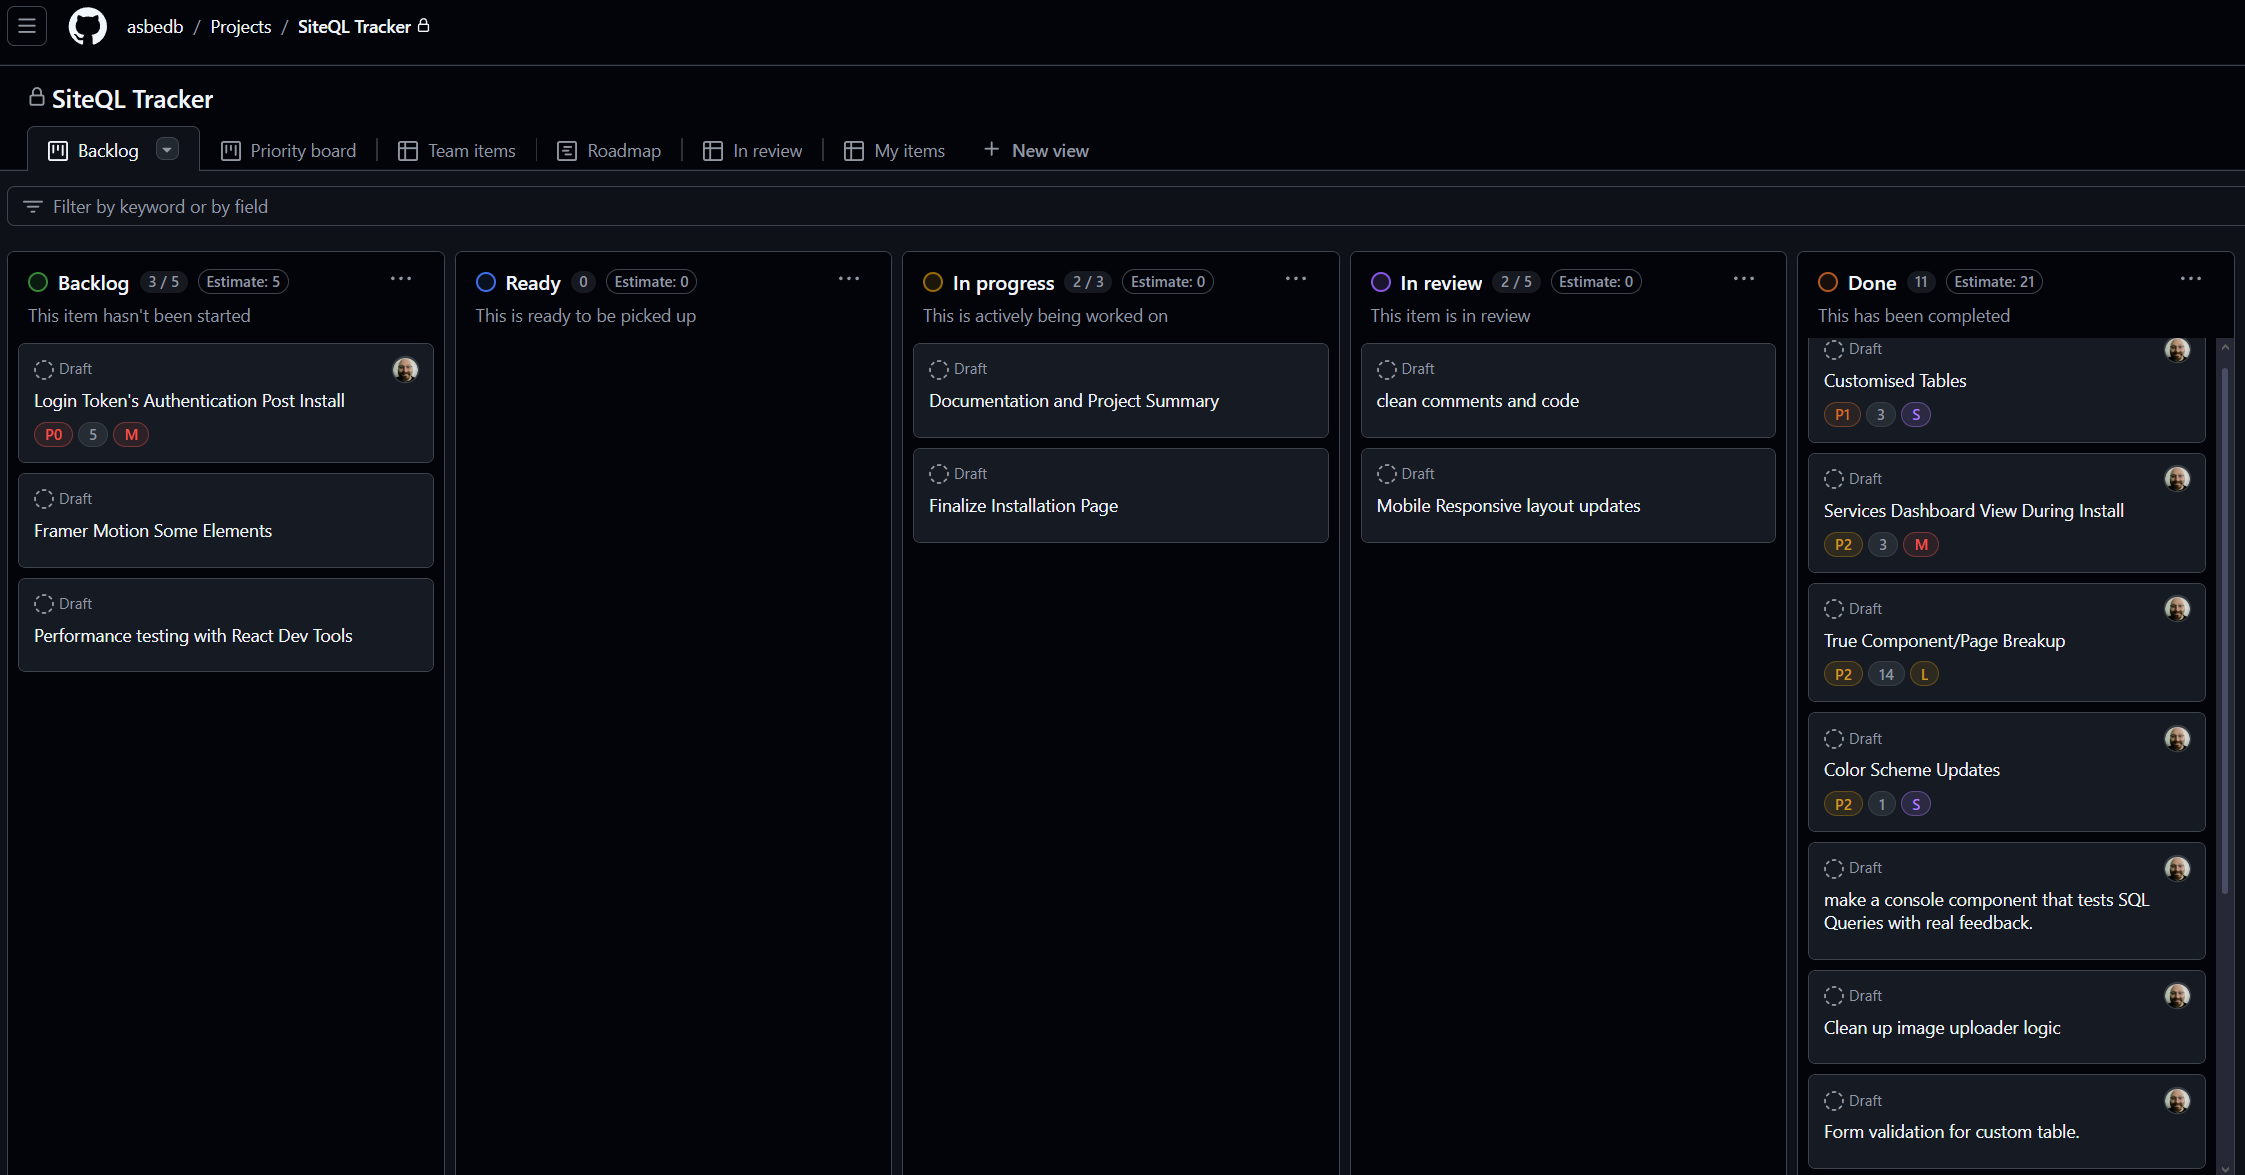 asbedb / Projects / SiteQL Tracker
SiteQL Tracker
Backlog
Priority board
Team items
Roadmap
In review
My items
New view
Filter by keyword or by field
Backlog 3 / 5 Estimate: 5
This item hasn't been started
Draft
Login Token's Authentication Post Install
P0 5 M
Draft
Framer Motion Some Elements
Draft
Performance testing with React Dev Tools
Ready 0 Estimate: 0
This is ready to be picked up
In progress 2 / 3 Estimate: 0
This is actively being worked on
Draft
Documentation and Project Summary
Draft
Finalize Installation Page
In review 2 / 5 Estimate: 0
This item is in review
Draft
clean comments and code
Draft
Mobile Responsive layout updates
Done 11 Estimate: 21
This has been completed
Draft
Customised Tables
P1 3 S
Draft
Services Dashboard View During Install
P2 3 M
Draft
True Component/Page Breakup
P2 14 L
Draft
Color Scheme Updates
P2 1 S
Draft
make a console component that tests SQL
Queries with real feedback.
Draft
Clean up image uploader logic
Draft
Form validation for custom table.